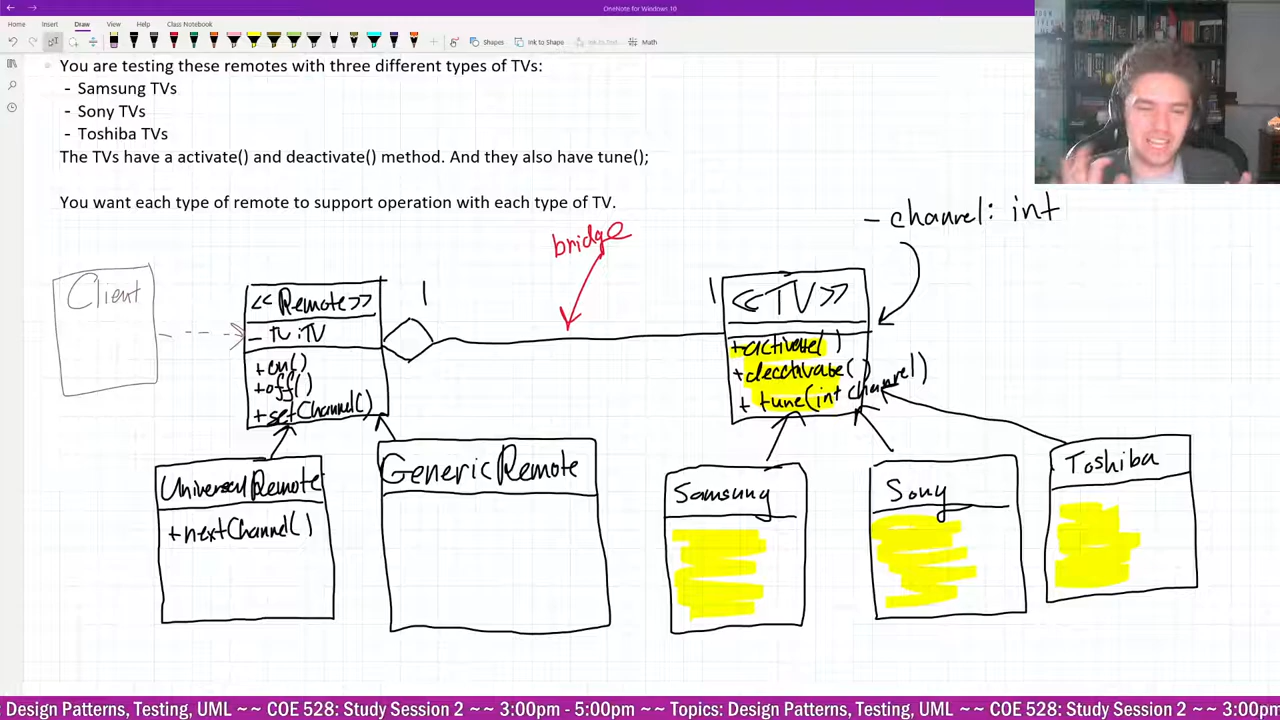 OneNote for Windows 10
Home Insert Draw View Help Class Notebook
Shapes Ink to Shape Math
You are testing these remotes with three different types of TVs:
- Samsung TVs
- Sony TVs
- Toshiba TVs
The TVs have a activate() and deactivate() method. And they also have tune();
You want each type of remote to support operation with each type of TV.
- channel: int
bridge
Client
<<Remote>>
- TV:TV
+on()
+off()
+setChannel()
1
1
<<TV>>
+activate()
+deactivate()
+ tune(int channel)
UniversalRemote
+nextChannel()
GenericRemote
Samsung
Sony
Toshiba
Design Patterns, Testing, UML ~~ COE 528: Study Session 2 ~~ 3:00pm - 5:00pm ~~ Topics: Design Patterns, Testing, UML ~~ COE 528: Study Session 2 ~~ 3:00pm